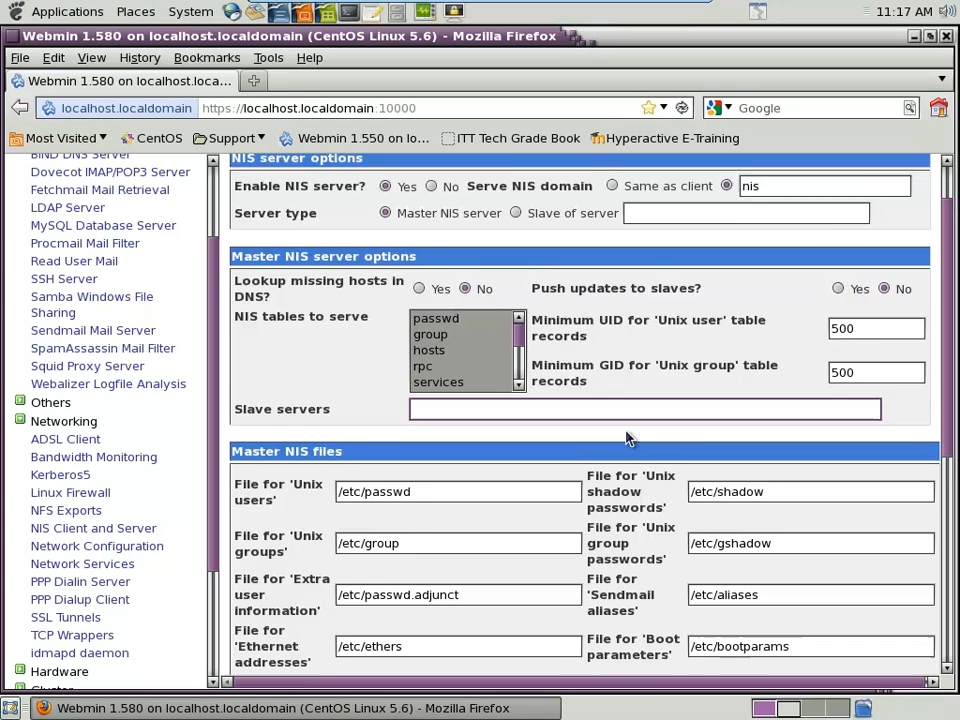 Applications Places System 11:17 AM
Webmin 1.580 on localhost.localdomain (CentOS Linux 5.6) - Mozilla Firefox
File Edit View History Bookmarks Tools Help
Webmin 1.580 on localhost.loca...
localhost.localdomain https://localhost.localdomain:10000 Google
Most Visited CentOS Support Webmin 1.550 on lo... ITT Tech Grade Book Hyperactive E-Training
BIND DNS Server
Dovecot IMAP/POP3 Server
Fetchmail Mail Retrieval
LDAP Server
MySQL Database Server
Procmail Mail Filter
Read User Mail
SSH Server
Samba Windows File
Sharing
Sendmail Mail Server
SpamAssassin Mail Filter
Squid Proxy Server
Webalizer Logfile Analysis
Others
Networking
ADSL Client
Bandwidth Monitoring
Kerberos5
Linux Firewall
NFS Exports
NIS Client and Server
Network Configuration
Network Services
PPP Dialin Server
PPP Dialup Client
SSL Tunnels
TCP Wrappers
idmapd daemon
Hardware
Cluster
NIS server options
Enable NIS server? Yes No Serve NIS domain Same as client nis
Server type Master NIS server Slave of server
Master NIS server options
Lookup missing hosts in
DNS? Yes No Push updates to slaves? Yes No
NIS tables to serve
passwd
group
hosts
rpc
services
Minimum UID for 'Unix user' table
records 500
Minimum GID for 'Unix group' table
records 500
Slave servers
Master NIS files
File for 'Unix
users' /etc/passwd
File for 'Unix
shadow
passwords' /etc/shadow
File for 'Unix
groups' /etc/group
File for 'Unix
group
passwords' /etc/gshadow
File for 'Extra
user
information' /etc/passwd.adjunct
File for
'Sendmail
aliases' /etc/aliases
File for
'Ethernet
addresses' /etc/ethers
File for 'Boot
parameters' /etc/bootparams
Webmin 1.580 on localhost.localdomain (CentOS Linux 5.6) - Mozilla Firefox